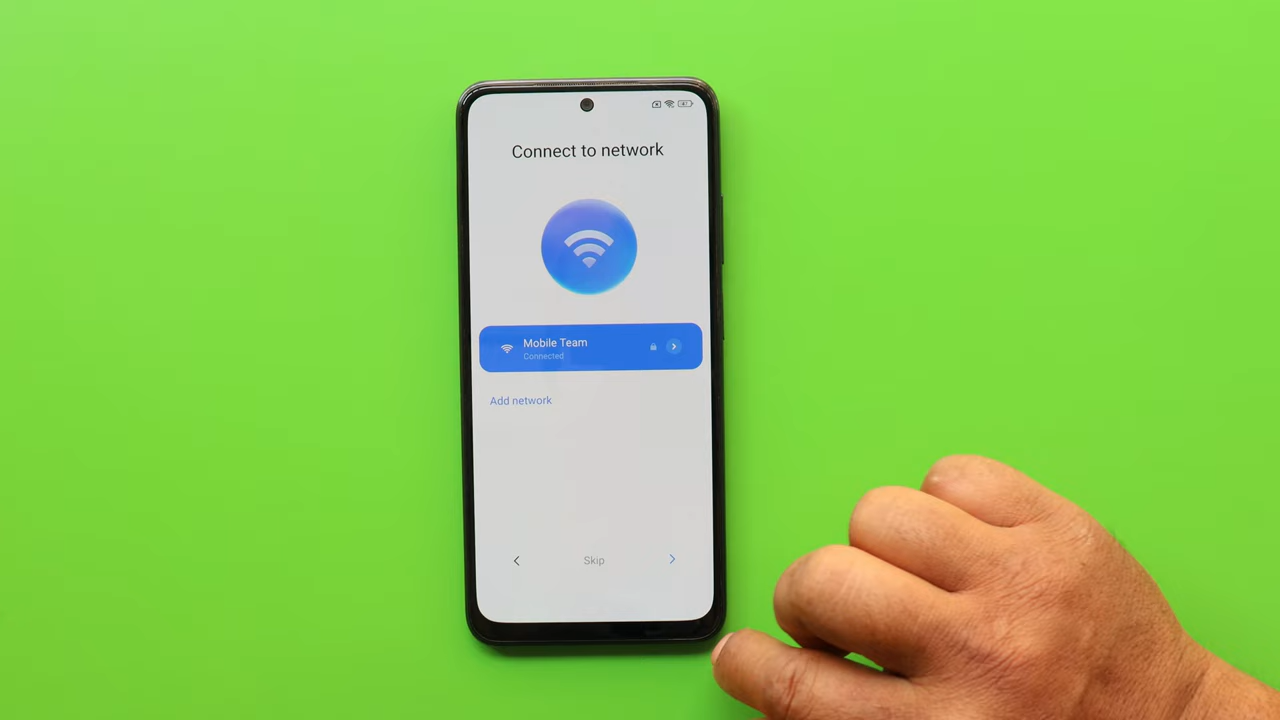 Connect to network
Mobile Team
Connected
Add network
Skip